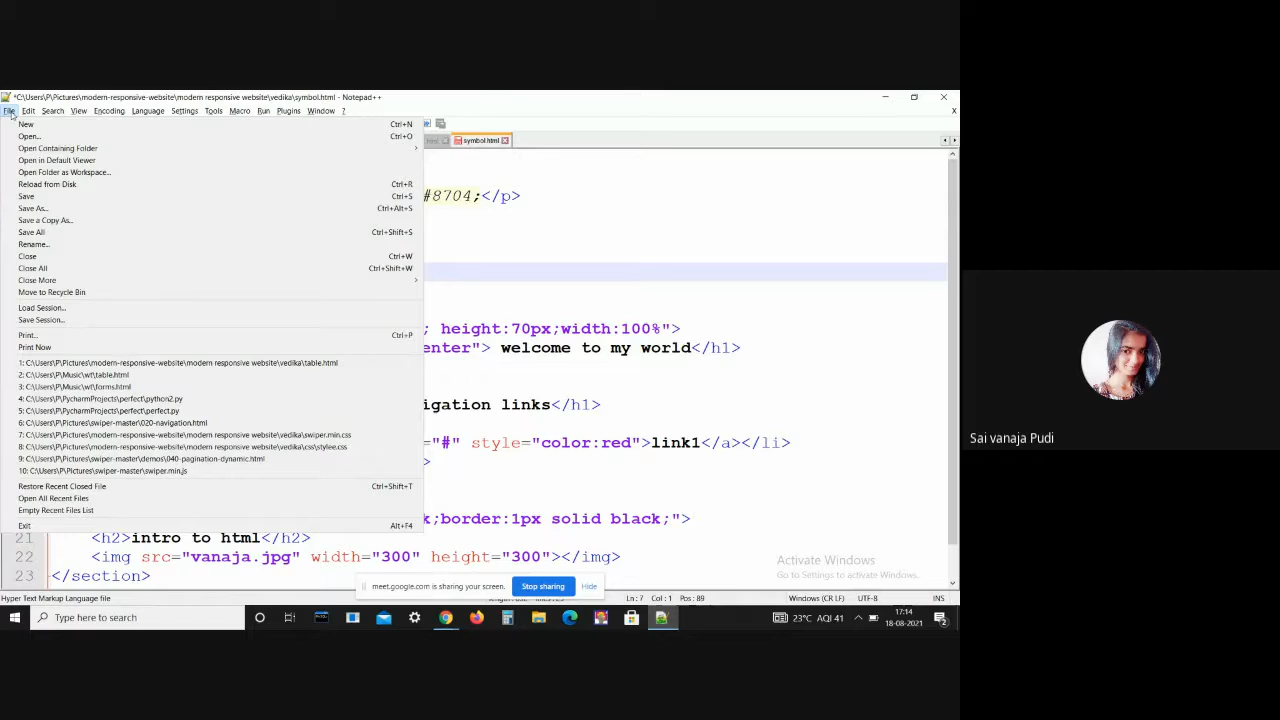 *C:\Users\P\Pictures\modern-responsive-website\modern responsive website\vedika\symbol.html - Notepad++
File Edit Search View Encoding Language Settings Tools Macro Run Plugins Window ? X
New Ctrl+N
Open... Ctrl+O
symbol.html
Open Containing Folder
Open in Default Viewer
Open Folder as Workspace...
Reload from Disk Ctrl+R
Save Ctrl+S
#8704;</p>
Save As... Ctrl+Alt+S
Save a Copy As...
Save All Ctrl+Shift+S
Rename...
Close Ctrl+W
Close All Ctrl+Shift+W
Close More
Move to Recycle Bin
Load Session...
Save Session...
; height:70px;width:100%">
Print... Ctrl+P
Print Now
enter"> welcome to my world</h1>
1: C:\Users\P\Pictures\modern-responsive-website\modern responsive website\vedika\table.html
2: C:\Users\P\Music\wt\table.html
3: C:\Users\P\Music\wt\forms.html
4: C:\Users\P\PycharmProjects\perfect\python2.py
igation links</h1>
5: C:\Users\P\PycharmProjects\perfect\perfect.py
6: C:\Users\P\Pictures\swiper-master\020-navigation.html
7: C:\Users\P\Pictures\modern-responsive-website\modern responsive website\vedika\swiper.min.css
="#" style="color:red">link1</a></li>
8: C:\Users\P\Pictures\modern-responsive-website\modern responsive website\vedika\css\stylee.css
9: C:\Users\P\Pictures\swiper-master\demos\040-pagination-dynamic.html
>
10: C:\Users\P\Pictures\swiper-master\swiper.min.js
Restore Recent Closed File Ctrl+Shift+T
Open All Recent Files
Empty Recent Files List
k;border:1px solid black;">
Exit Alt+F4
21 <h2>intro to html</h2>
22 <img src="vanaja.jpg" width="300" height="300"></img>
23 </section>
Activate Windows
Go to Settings to activate Windows.
meet.google.com is sharing your screen. Stop sharing Hide
Hyper Text Markup Language file Ln:7 Col:1 Pos:89 Windows (CR LF) UTF-8 INS
Type here to search
23°C AQI 41
17:14
18-08-2021
2
Sai vanaja Pudi